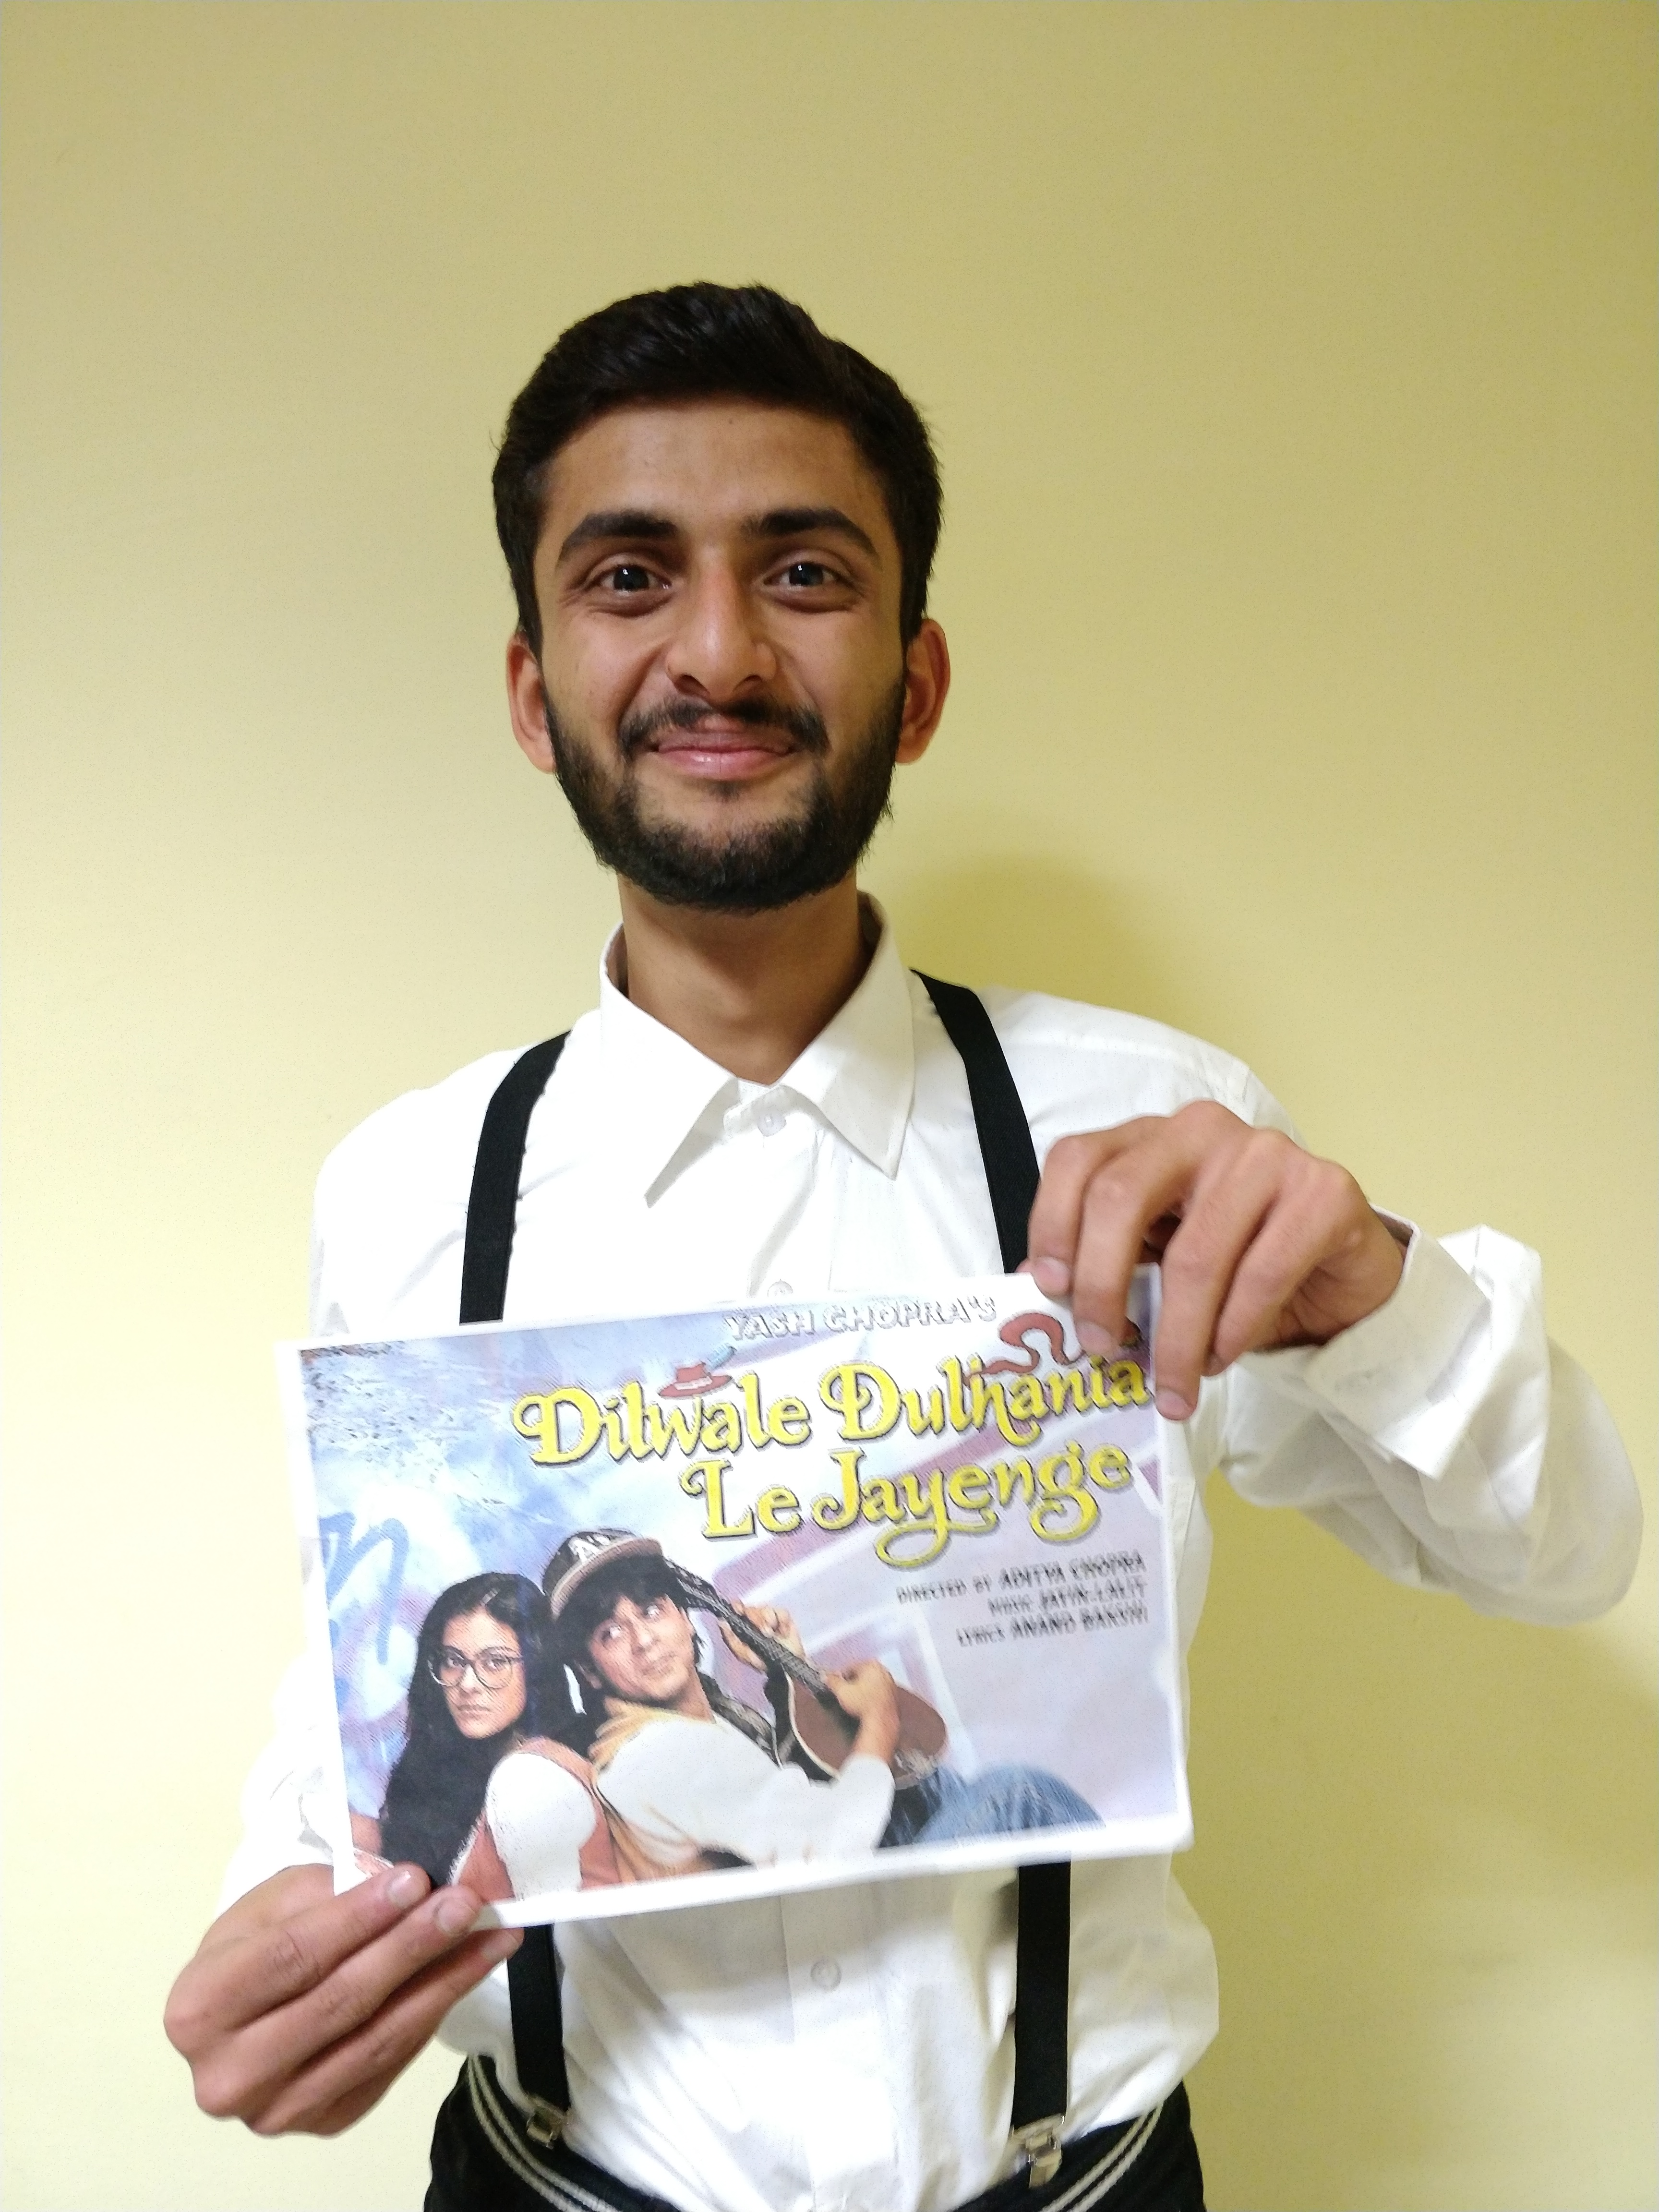 YASH CHOPRA'S
Dilwale Dulhania
Le Jayenge
DIRECTED BY ADITYA CHOPRA
MUSIC JATIN-LALIT
LYRICS ANAND BAKSHI